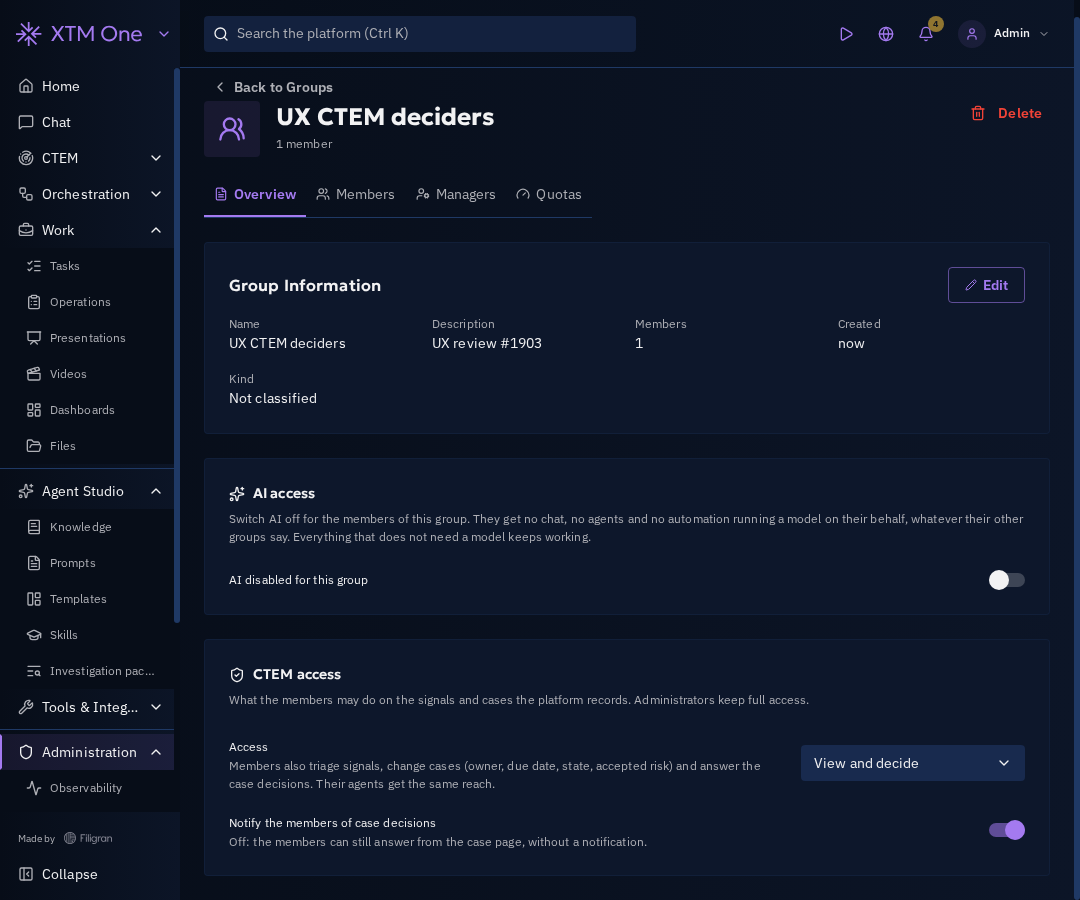 XTM One
Search the platform (Ctrl K)
4
Admin
Home
Chat
CTEM
Orchestration
Work
Tasks
Operations
Presentations
Videos
Dashboards
Files
Agent Studio
Knowledge
Prompts
Templates
Skills
Investigation pac...
Tools & Integ...
Administration
Observability
Made by Filigran
Collapse
Back to Groups
UX CTEM deciders
1 member
Delete
Overview
Members
Managers
Quotas
Group Information
Edit
Name
Description
Members
Created
UX CTEM deciders
UX review #1903
1
now
Kind
Not classified
AI access
Switch AI off for the members of this group. They get no chat, no agents and no automation running a model on their behalf, whatever their other
groups say. Everything that does not need a model keeps working.
AI disabled for this group
CTEM access
What the members may do on the signals and cases the platform records. Administrators keep full access.
Access
Members also triage signals, change cases (owner, due date, state, accepted risk) and answer the
case decisions. Their agents get the same reach.
View and decide
Notify the members of case decisions
Off: the members can still answer from the case page, without a notification.